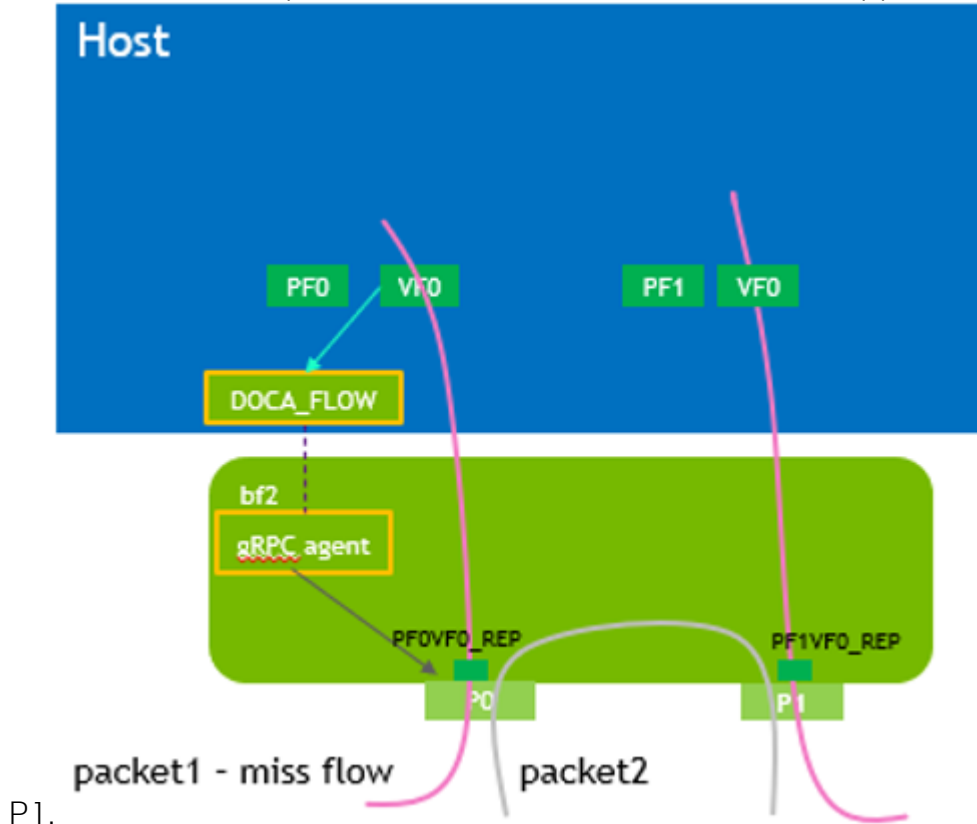 Host
PF0 VF0 PF1 VF0
DOCA_FLOW
bf2
gRPC agent
PF0VF0_REP PF1VF0_REP
P0 P1
packet1 - miss flow packet2
P1.